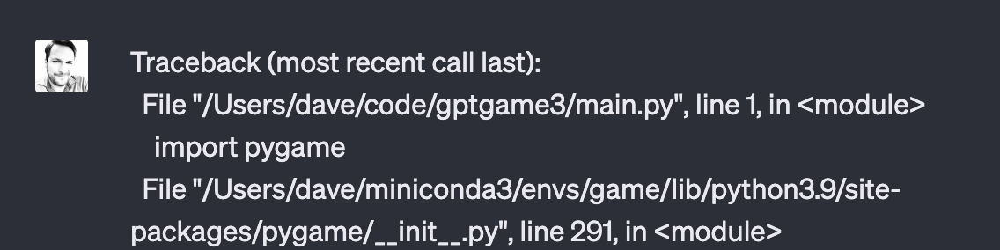 Traceback (most recent call last):
File "/Users/dave/code/gptgame3/main.py", line 1, in <module>
import pygame
File "/Users/dave/miniconda3/envs/game/lib/python3.9/site-
packages/pygame/__init__.py", line 291, in <module>